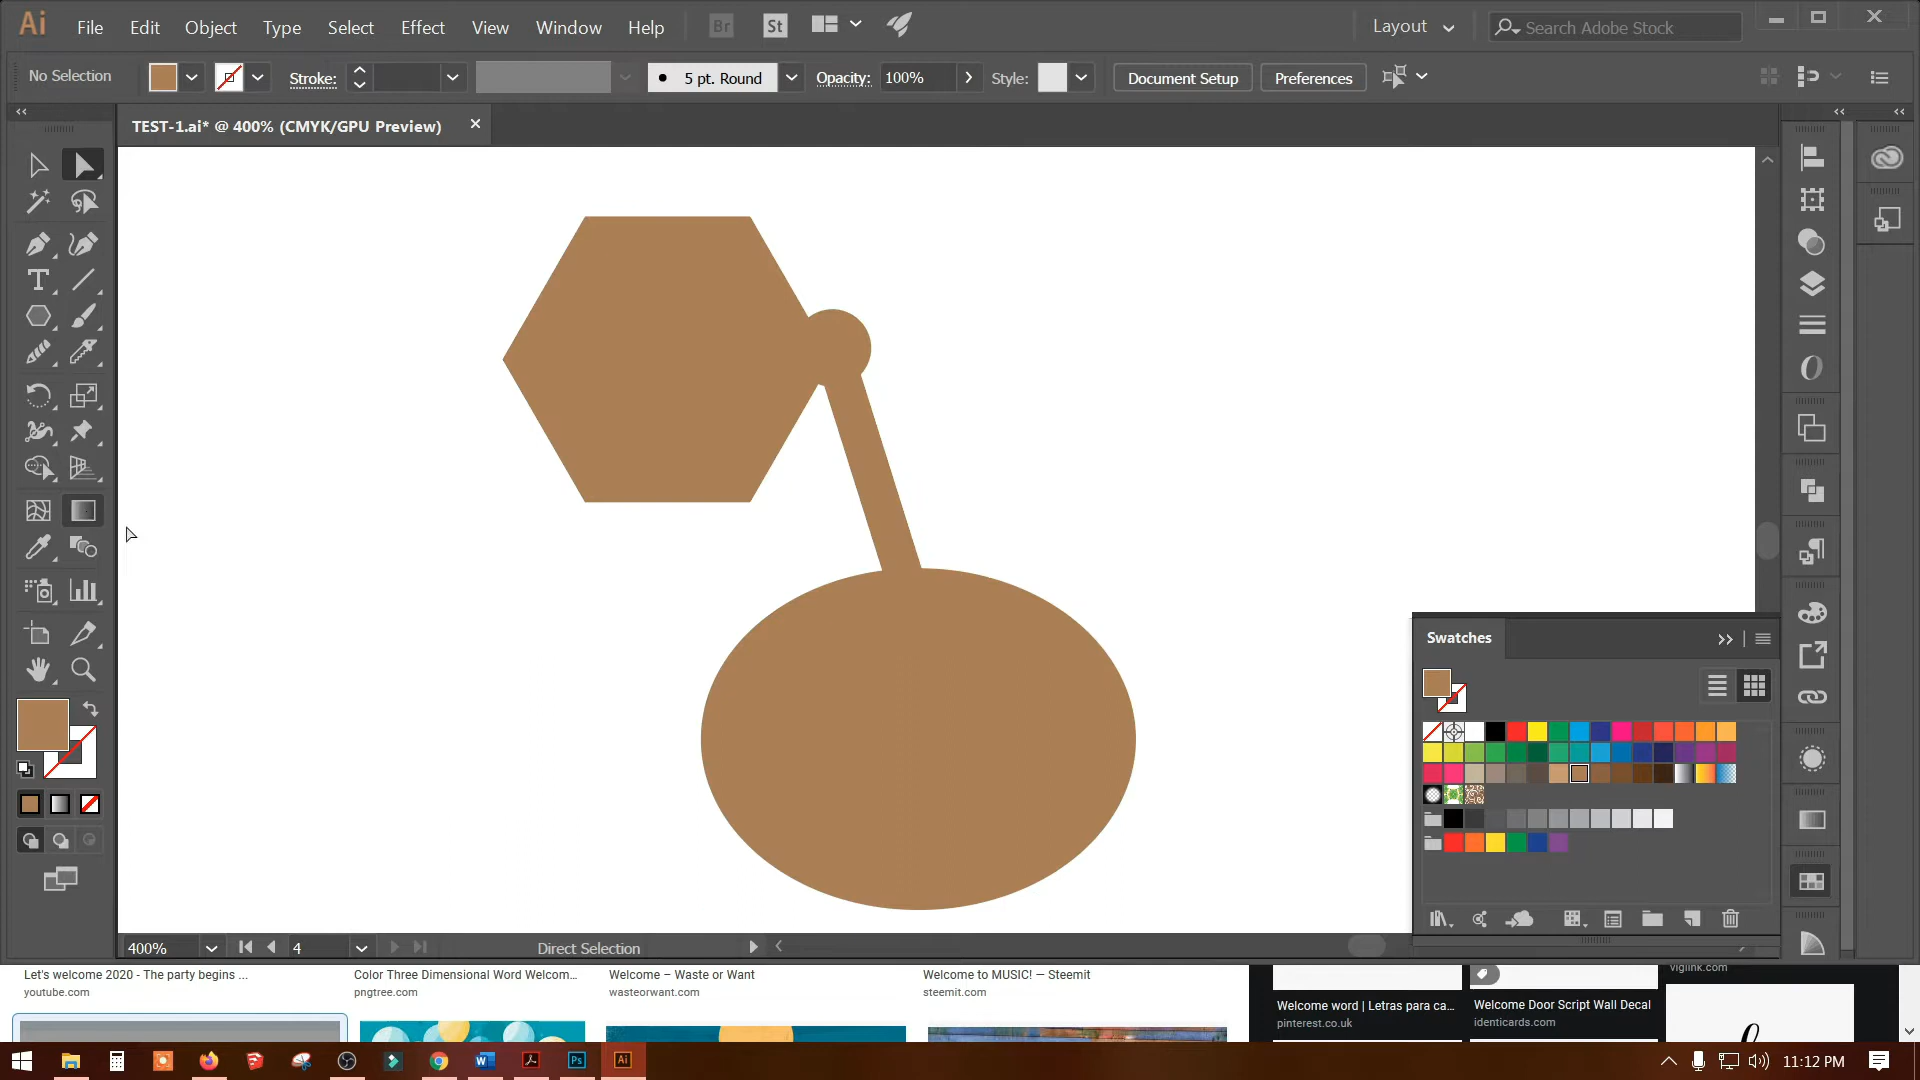 Ai File Edit Object Type Select Effect View Window Help Br St Layout Search Adobe Stock
No Selection Stroke: 5 pt. Round Opacity: 100% Style: Document Setup Preferences
TEST-1.ai* @ 400% (CMYK/GPU Preview)
Swatches
400% 4 Direct Selection
Let's welcome 2020 - The party begins ...
youtube.com
Color Three Dimensional Word Welcom...
pngtree.com
Welcome – Waste or Want
wasteorwant.com
Welcome to MUSIC! — Steemit
steemit.com
Welcome word | Letras para ca...
pinterest.co.uk
Welcome Door Script Wall Decal
identicards.com
viglink.com
Ps
Ai
11:12 PM